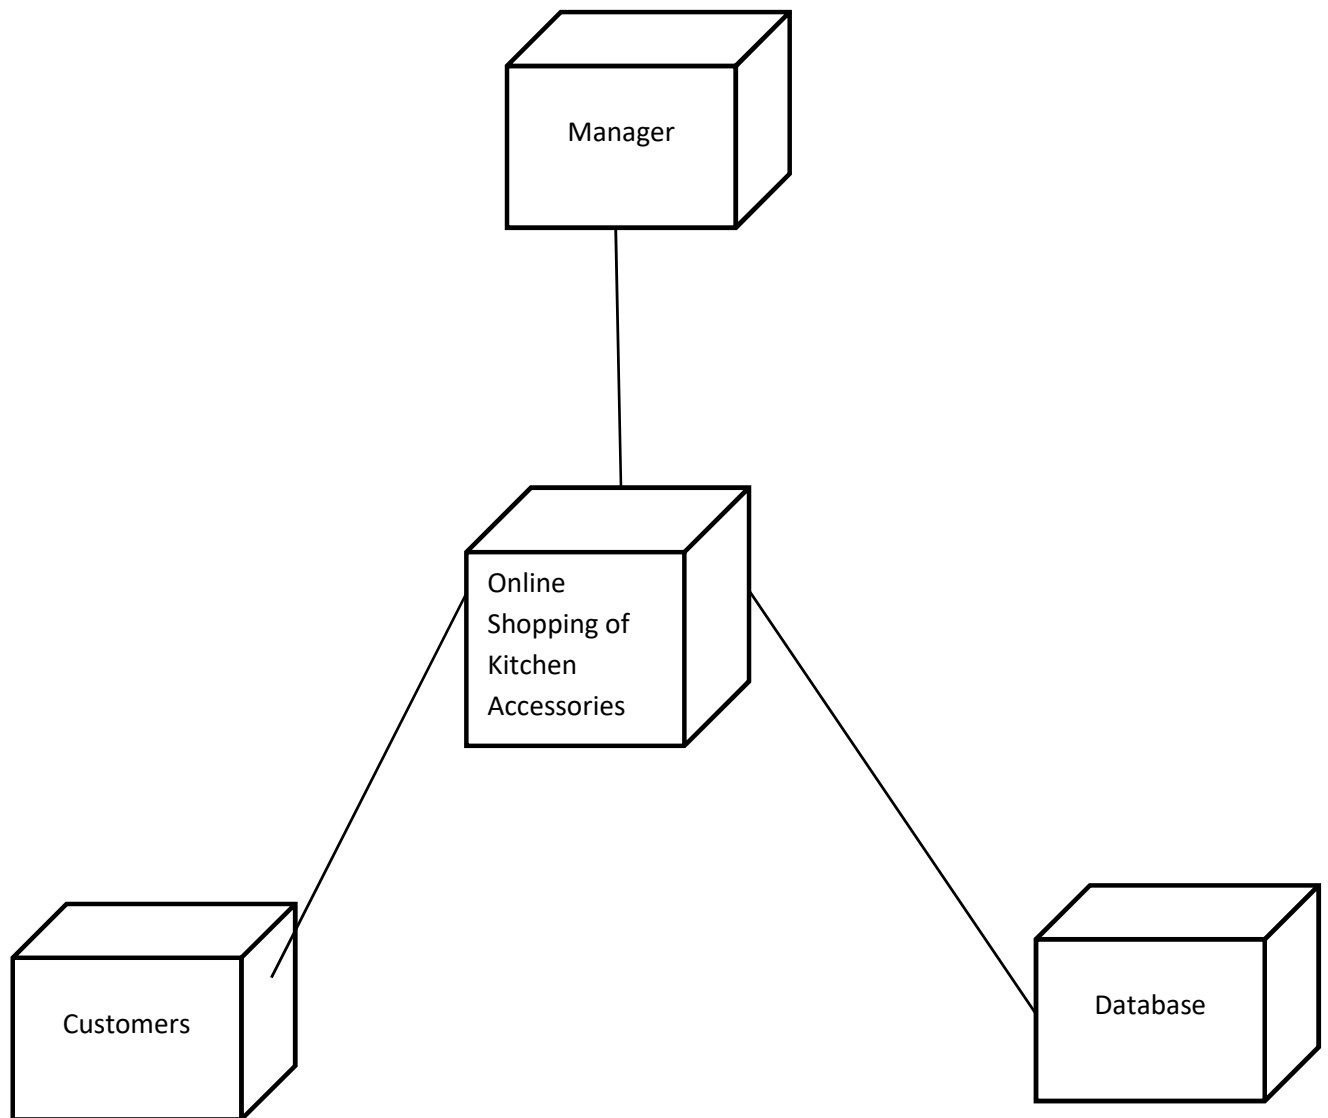 Manager
Online
Shopping of
Kitchen
Accessories
Customers
Database